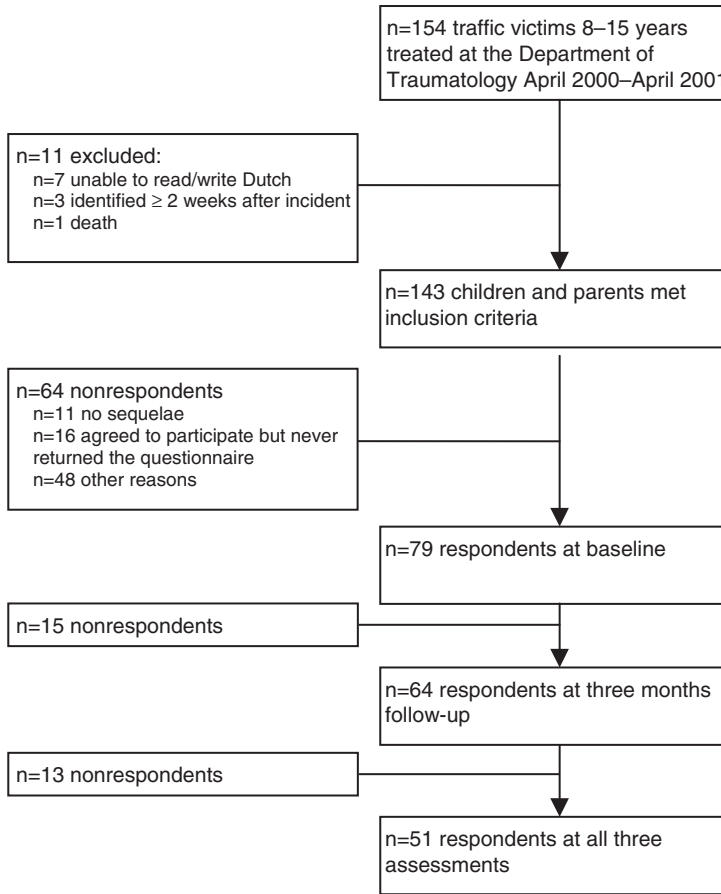 n=154 traffic victims 8–15 years
treated at the Department of
Traumatology April 2000–April 2001
n=11 excluded:
n=7 unable to read/write Dutch
n=3 identified ≥ 2 weeks after incident
n=1 death
n=143 children and parents met
inclusion criteria
n=64 nonrespondents
n=11 no sequelae
n=16 agreed to participate but never
returned the questionnaire
n=48 other reasons
n=79 respondents at baseline
n=15 nonrespondents
n=64 respondents at three months
follow-up
n=13 nonrespondents
n=51 respondents at all three
assessments